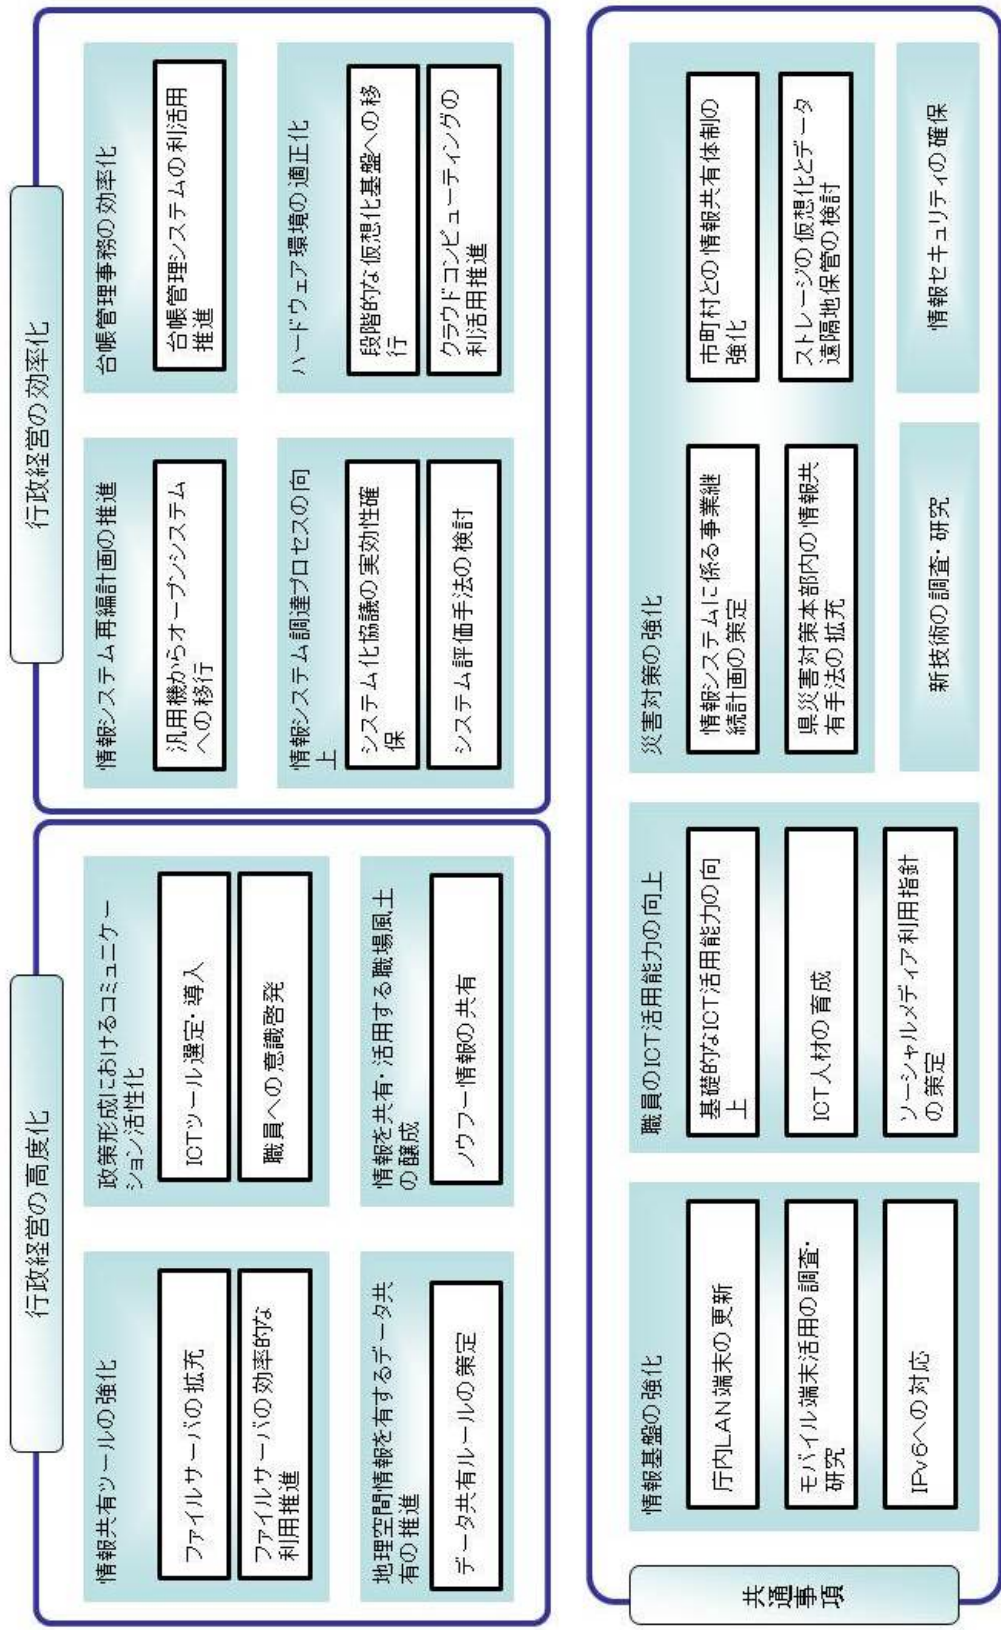 行政経営の高度化
情報共有ツールの強化
ファイルサーバの拡充
ファイルサーバの効率的な
利用推進
政策形成におけるコミュニケー
ション活性化
ICTツール選定・導入
職員への意識啓発
地理空間情報を有するデータ共
有の推進
データ共有ルールの策定
情報を共有・活用する職場風土
の醸成
ノウフー情報の共有
行政経営の効率化
情報システム再編計画の推進
汎用機からオープンシステム
への移行
台帳管理事務の効率化
台帳管理システムの利活用
推進
情報システム調達プロセスの向
上
システム化協議の実効性確
保
システム評価手法の検討
ハードウェア環境の適正化
段階的な仮想化基盤への移
行
クラウドコンピューティングの
利活用推進
共通事項
情報基盤の強化
庁内LAN端末の更新
モバイル端末活用の調査・
研究
IPv6への対応
職員のICT活用能力の向上
基礎的なICT活用能力の向
上
ICT人材の育成
ソーシャルメディア利用指針
の策定
災害対策の強化
情報システムに係る事業継
続計画の策定
県災害対策本部内の情報共
有手法の拡充
市町村との情報共有体制の
強化
ストレージの仮想化とデータ
遠隔地保管の検討
新技術の調査・研究
情報セキュリティの確保